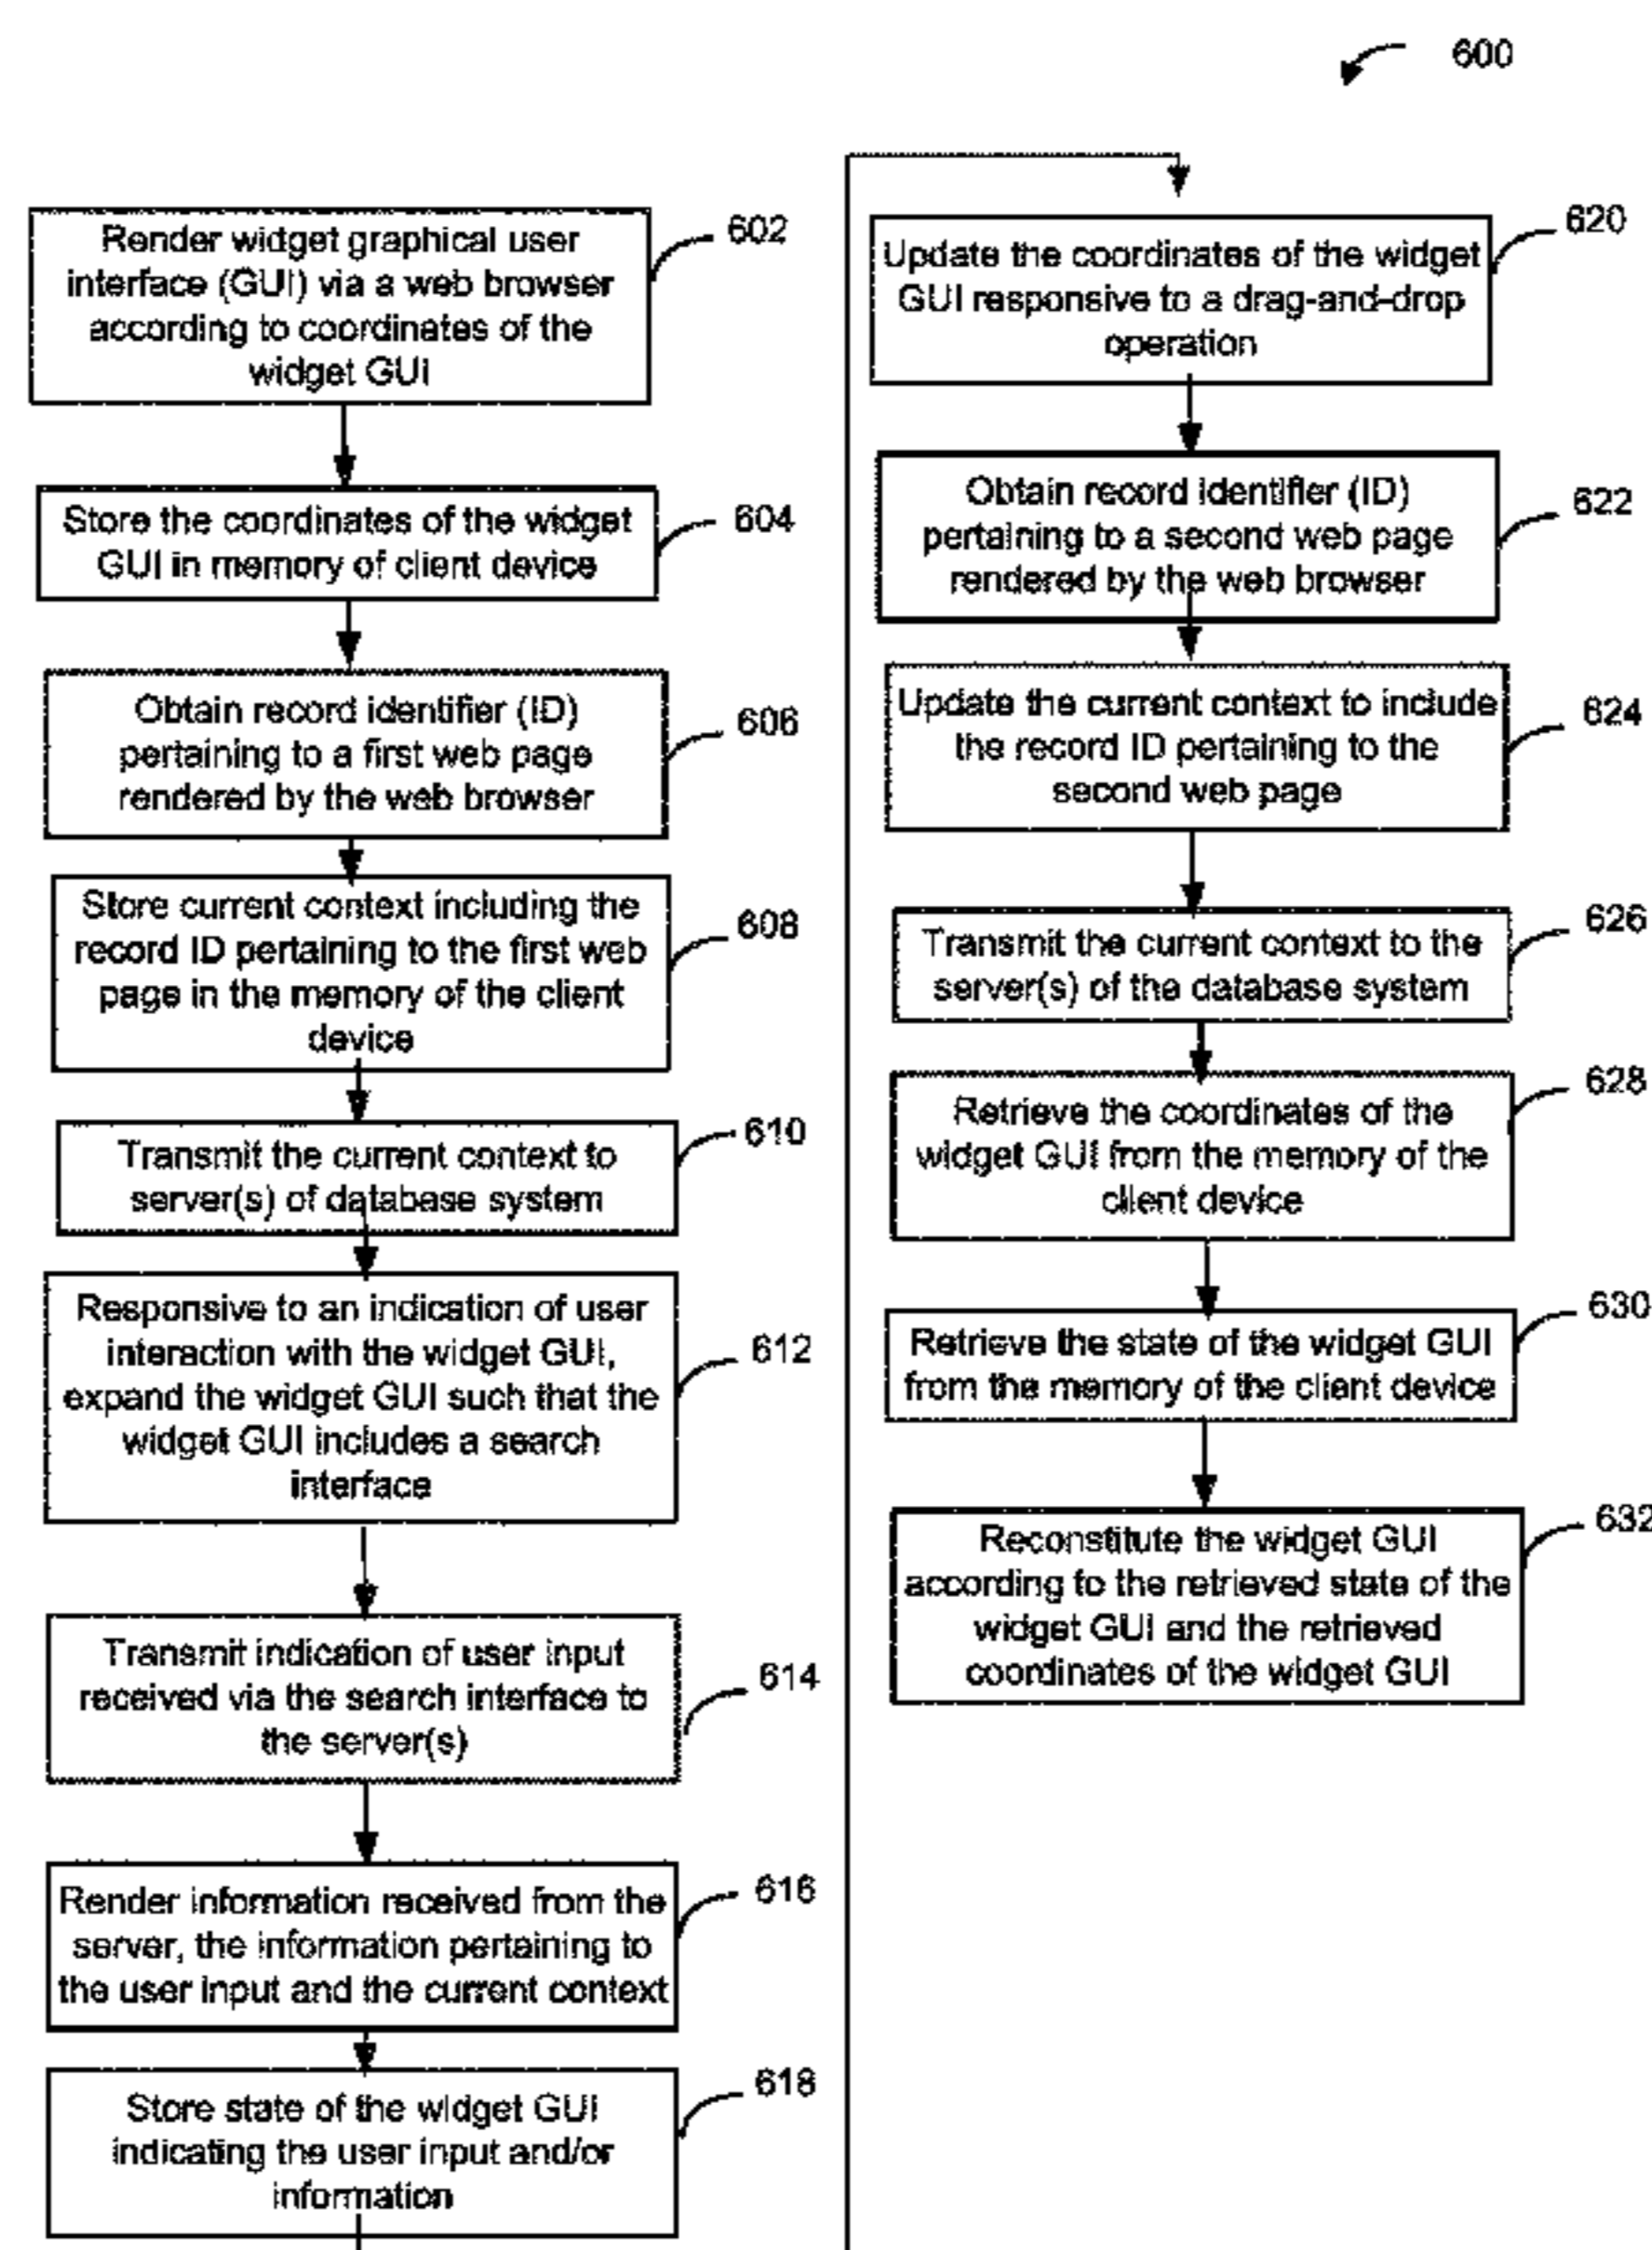 600
Render widget graphical user
interface (GUI) via a web browser
according to coordinates of the
widget GUI
602
Store the coordinates of the widget
GUI in memory of client device
604
Obtain record identifier (ID)
pertaining to a first web page
rendered by the web browser
606
Store current context including the
record ID pertaining to the first web
page in the memory of the client
device
608
Transmit the current context to
server(s) of database system
610
Responsive to an indication of user
interaction with the widget GUI,
expand the widget GUI such that the
widget GUI includes a search
interface
612
Transmit indication of user input
received via the search interface to
the server(s)
614
Render information received from the
server, the information pertaining to
the user input and the current context
616
Store state of the widget GUI
indicating the user input and/or
information
618
Update the coordinates of the widget
GUI responsive to a drag-and-drop
operation
620
Obtain record identifier (ID)
pertaining to a second web page
rendered by the web browser
622
Update the current context to include
the record ID pertaining to the
second web page
624
Transmit the current context to the
server(s) of the database system
626
Retrieve the coordinates of the
widget GUI from the memory of the
client device
628
Retrieve the state of the widget GUI
from the memory of the client device
630
Reconstitute the widget GUI
according to the retrieved state of the
widget GUI and the retrieved
coordinates of the widget GUI
632